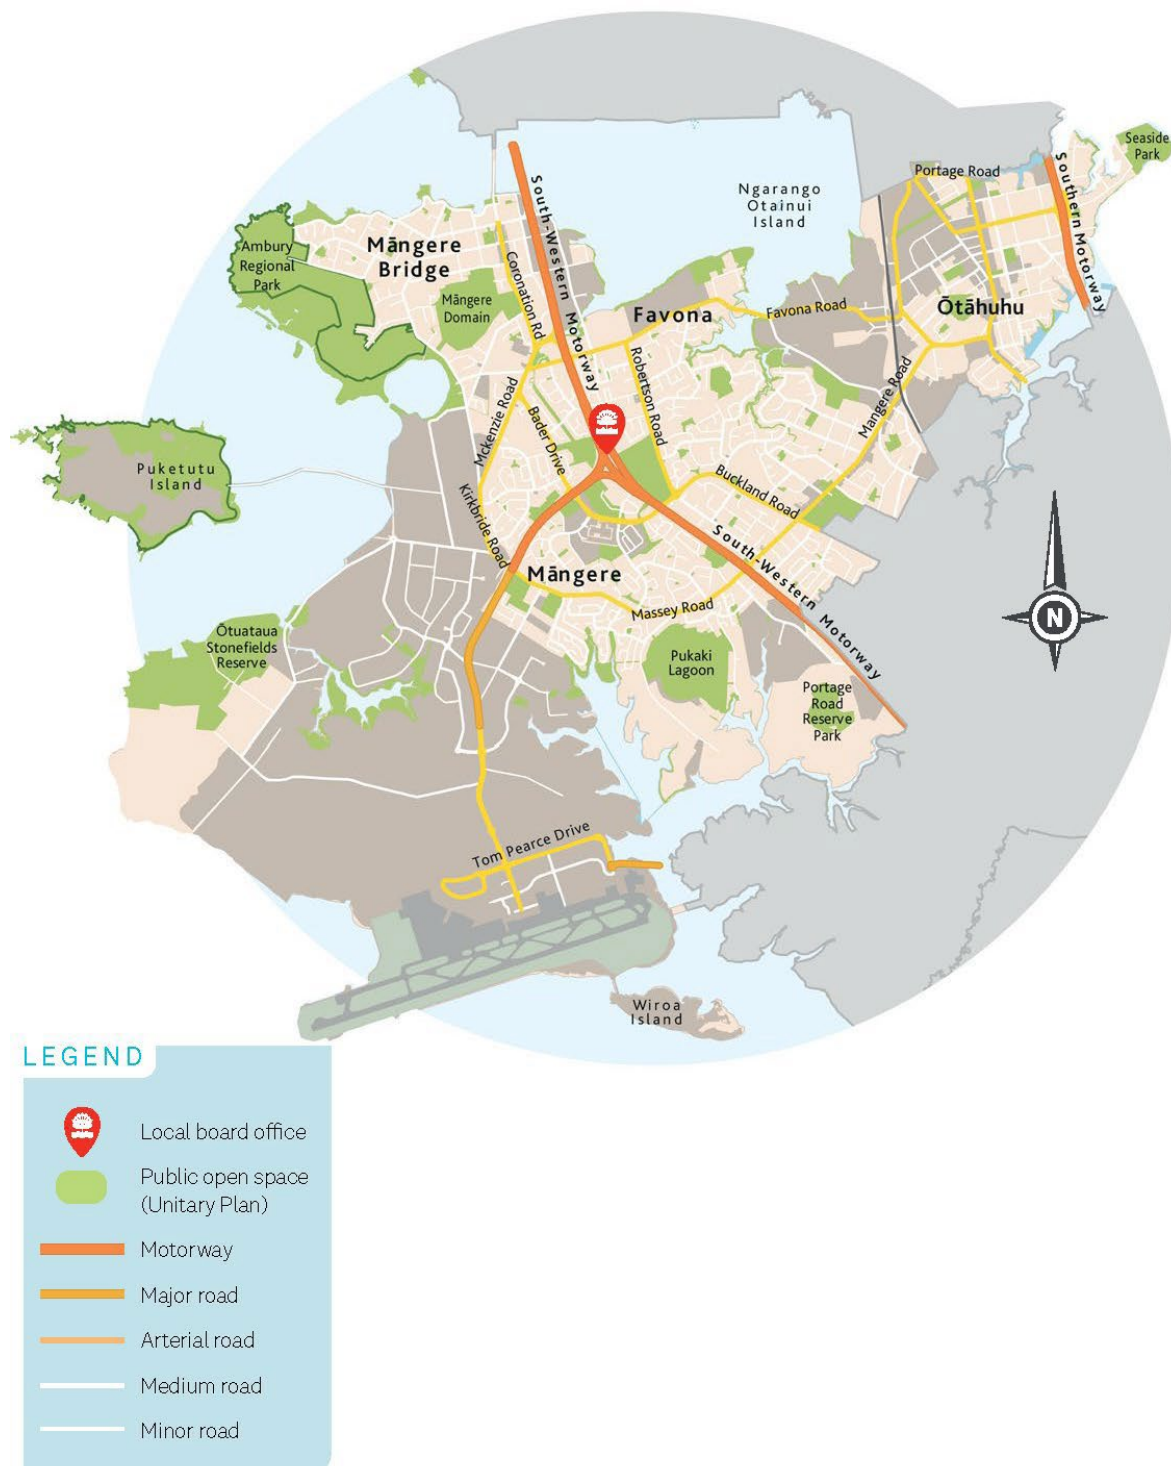 Seaside
Park
Portage Road
Southern Motorway
South-Western Motorway
Ngarango
Otainui
Island
Ambury
Regional
Park
Māngere
Bridge
Coronation Rd
Māngere
Domain
Favona
Favona Road
Ōtāhuhu
Robertson Road
Mangere Road
Mckenzie Road
Bader Drive
Puketutu
Island
Buckland Road
Kirkbride Road
South-Western Motorway
Māngere
Massey Road
N
Ōtuataua
Stonefields
Reserve
Pukaki
Lagoon
Portage
Road
Reserve
Park
Tom Pearce Drive
Wiroa
Island
LEGEND
Local board office
Public open space
(Unitary Plan)
Motorway
Major road
Arterial road
Medium road
Minor road